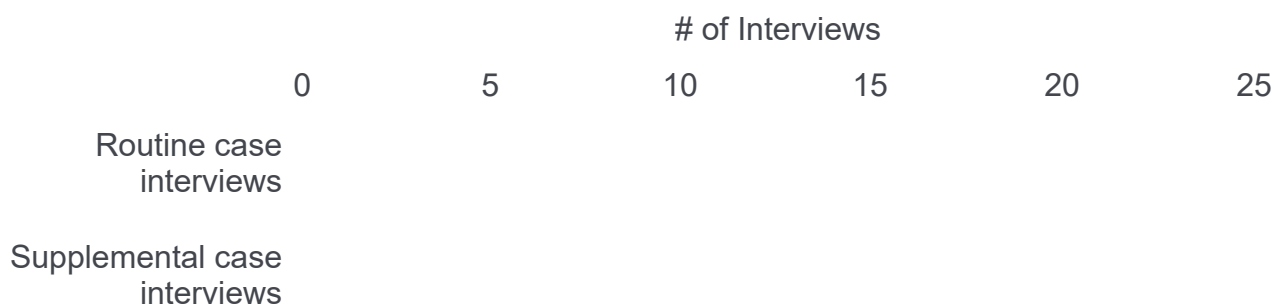 # of Interviews
0 5 10 15 20 25
Routine case
interviews
Supplemental case
interviews